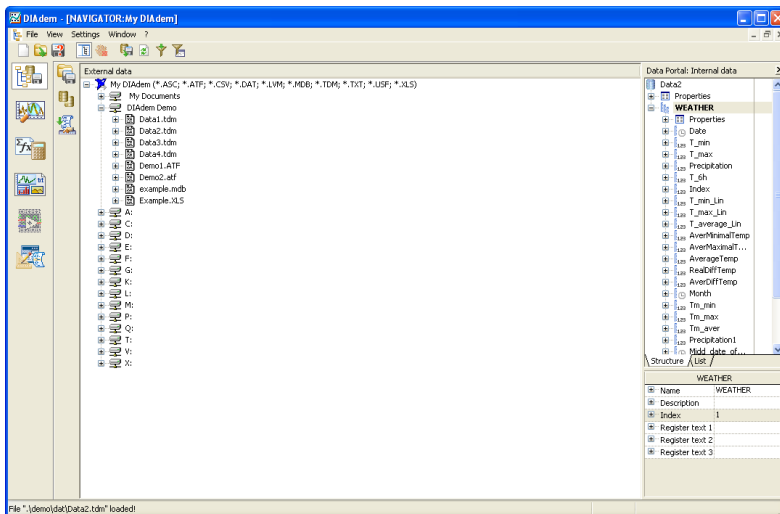 DIAdem - [NAVIGATOR:My DIAdem]
File View Settings Window ?
External data
My DIAdem (*.ASC; *.ATF; *.CSV; *.DAT; *.LVM; *.MDB; *.TDM; *.TXT; *.USF; *.XLS)
My Documents
DIAdem Demo
Data1.tdm
Data2.tdm
Data3.tdm
Data4.tdm
Demo1.ATF
Demo2.atf
example.mdb
Example.XLS
A:
C:
D:
E:
F:
G:
K:
L:
M:
P:
Q:
T:
V:
X:
Data Portal: Internal data
Data2
Properties
WEATHER
Properties
Date
T_min
T_max
Precipitation
T_6h
Index
T_min_Lin
T_max_Lin
T_average_Lin
AverMinimalTemp
AverMaximalT...
AverageTemp
RealDiffTemp
AverDiffTemp
Month
Tm_min
Tm_max
Tm_aver
Precipitation1
Midd_date_of...
Structure List
WEATHER
Name WEATHER
Description
Index 1
Register text 1
Register text 2
Register text 3
File ".\demo\dat\Data2.tdm" loaded!